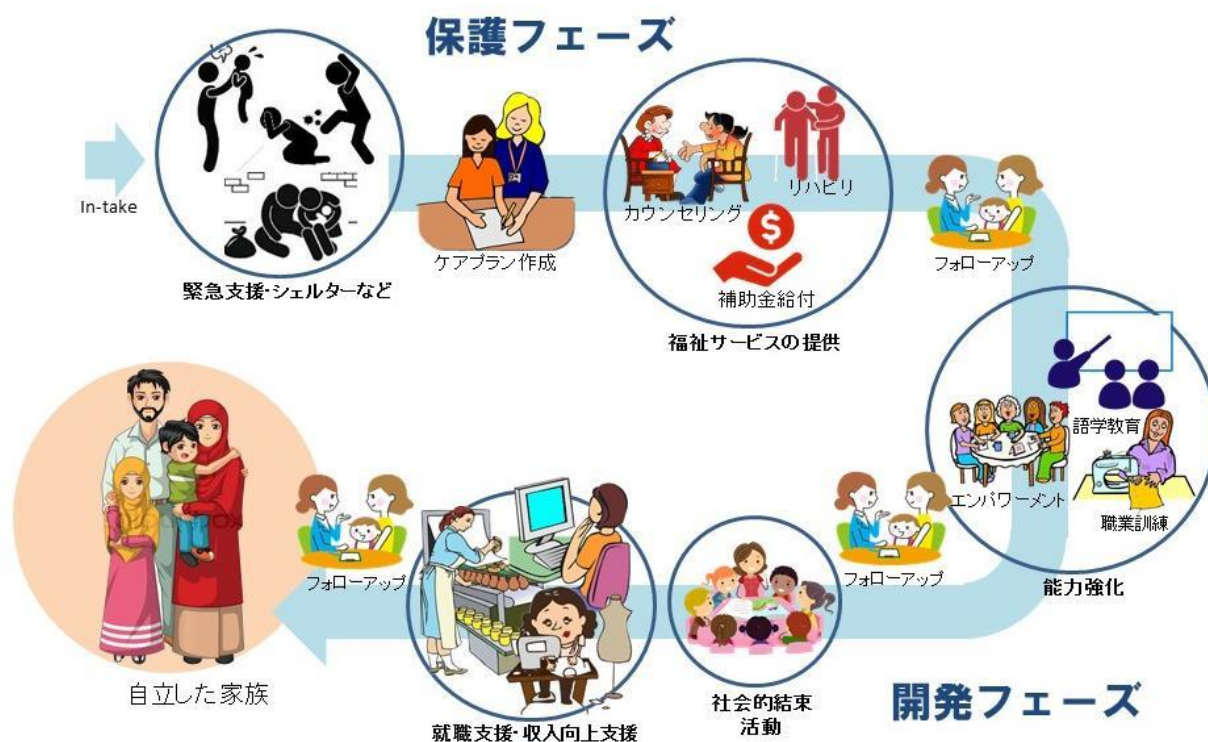 保護フェーズ
In-take
緊急支援・シェルターなど
ケアプラン作成
カウンセリング
リハビリ
補助金給付
福祉サービスの提供
フォローアップ
語学教育
エンパワーメント
職業訓練
能力強化
フォローアップ
社会的結束
活動
開発フェーズ
就職支援・収入向上支援
フォローアップ
自立した家族